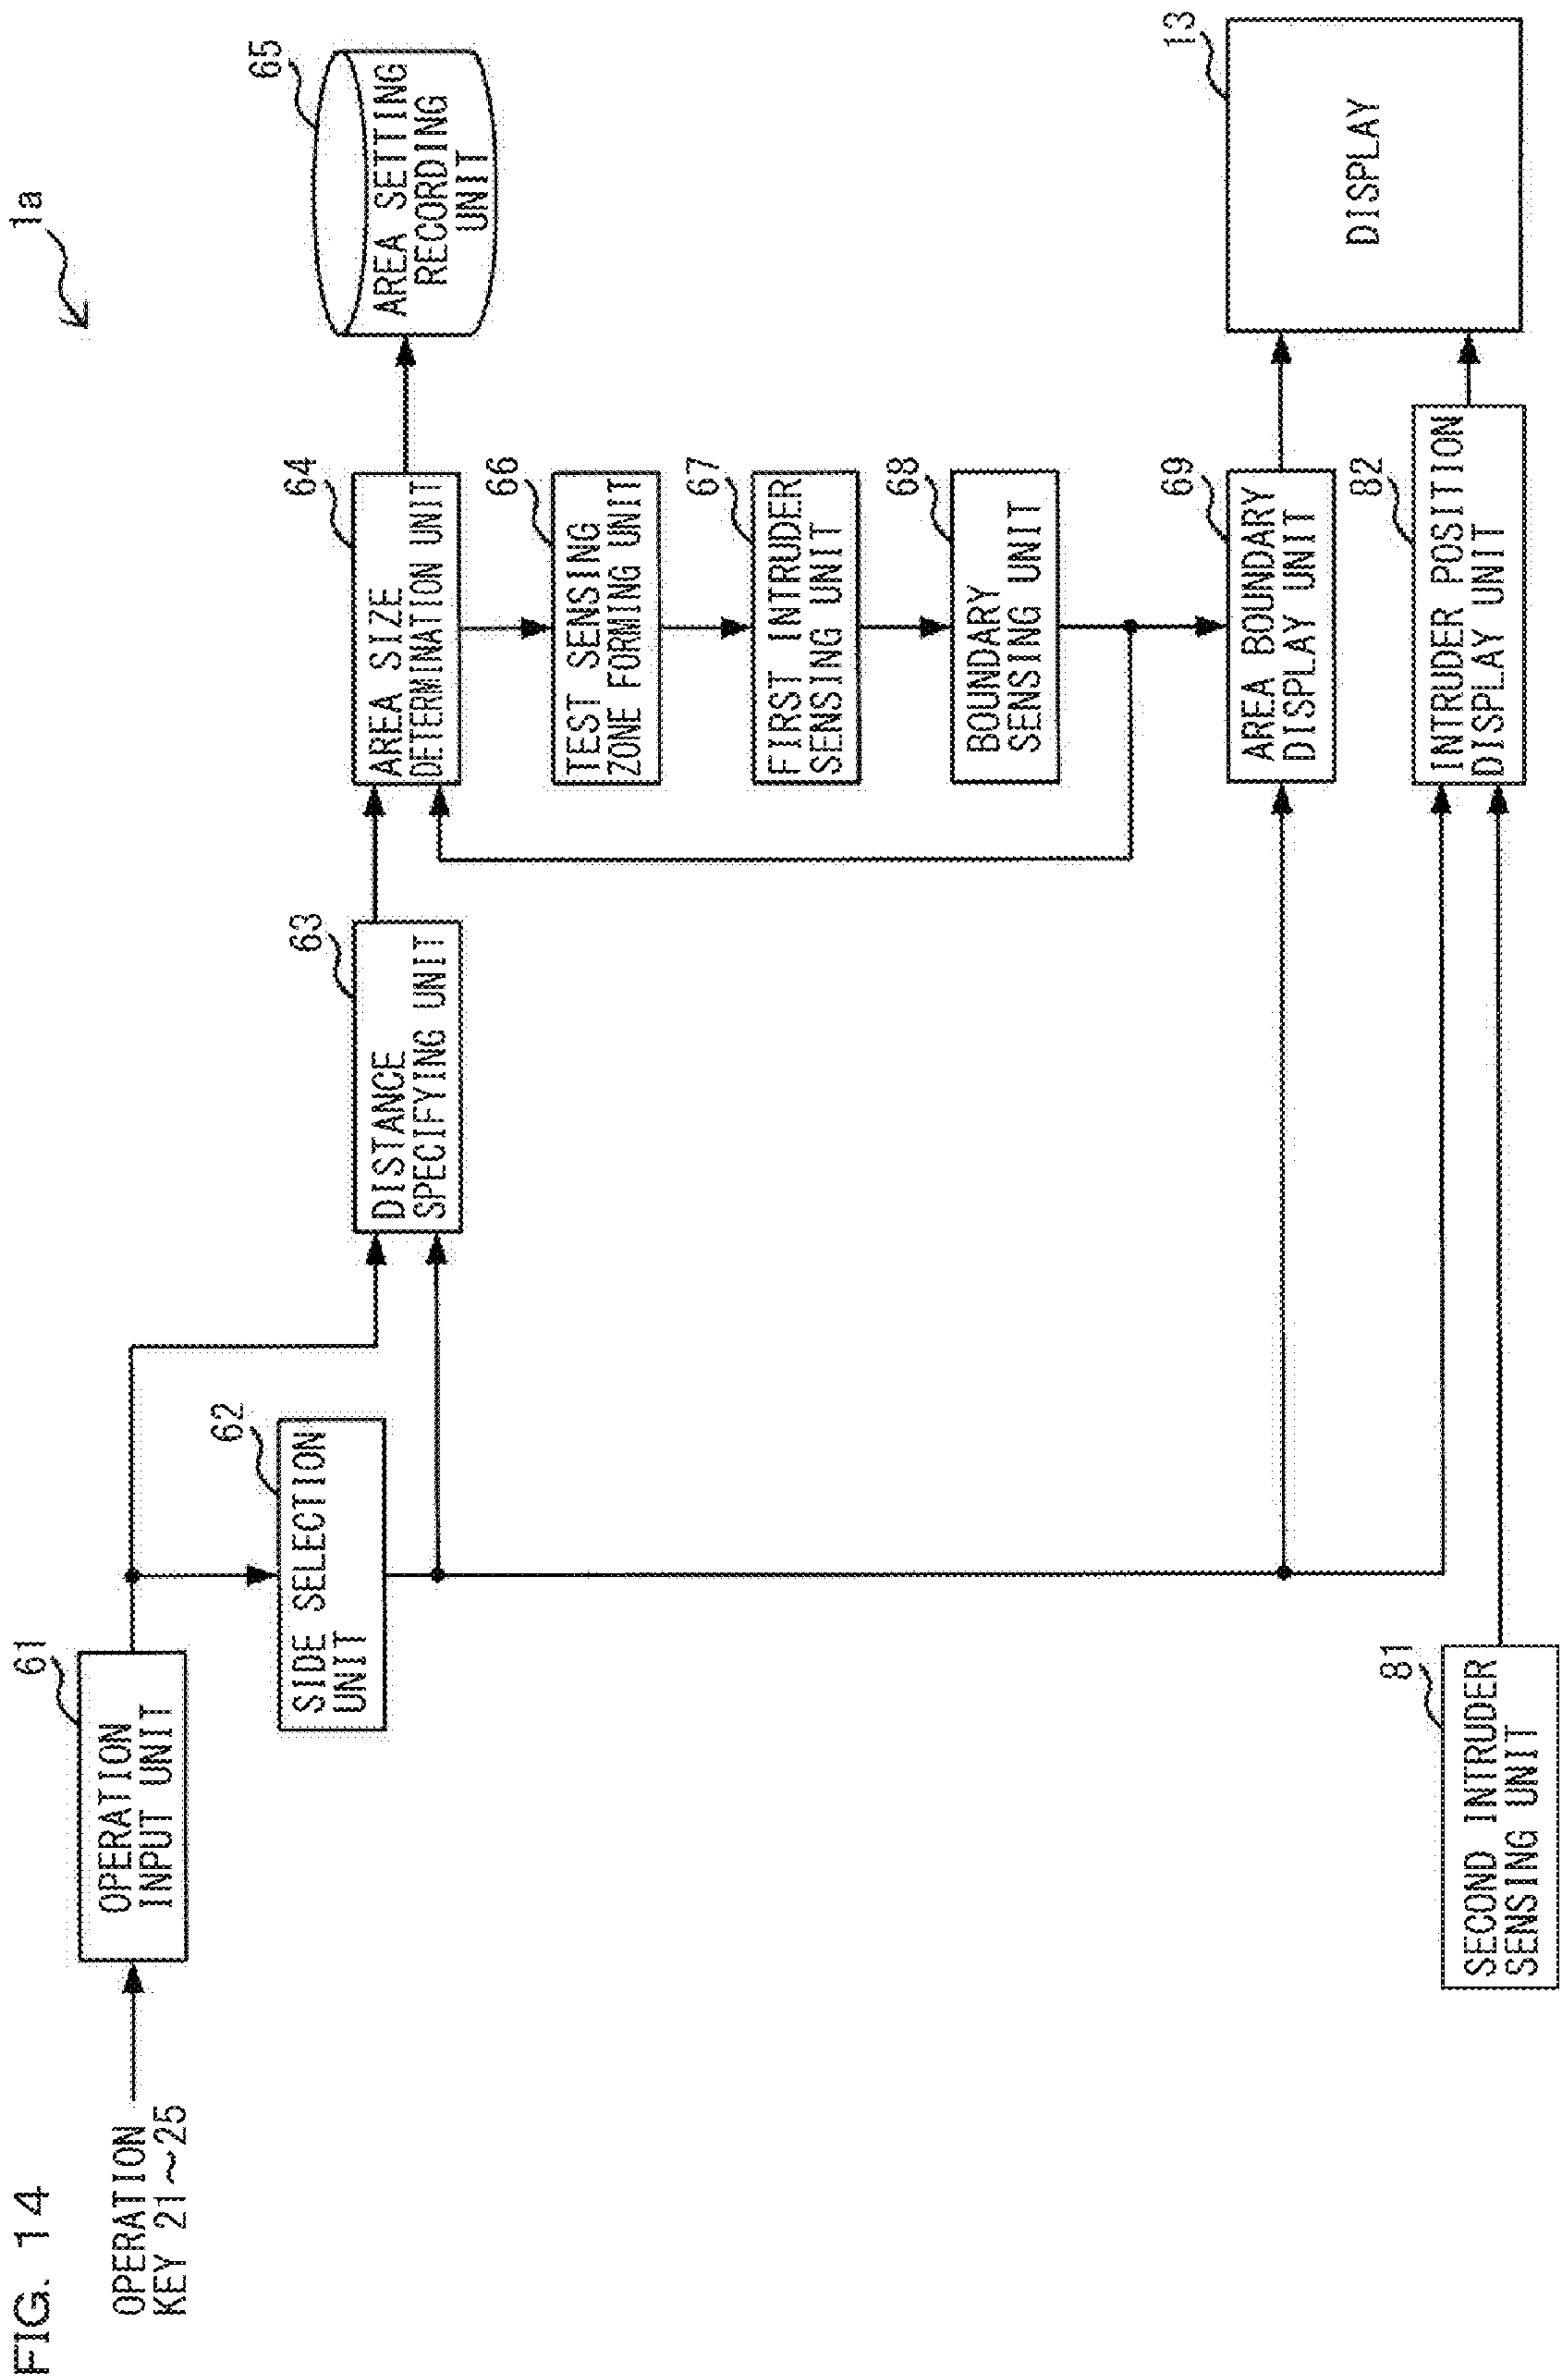 FIG. 14
1a
OPERATION
KEY 21~25
61
OPERATION
INPUT UNIT
62
SIDE SELECTION
UNIT
63
DISTANCE
SPECIFYING UNIT
64
AREA SIZE
DETERMINATION UNIT
65
AREA SETTING
RECORDING
UNIT
66
TEST SENSING
ZONE FORMING UNIT
67
FIRST INTRUDER
SENSING UNIT
68
BOUNDARY
SENSING UNIT
69
AREA BOUNDARY
DISPLAY UNIT
13
DISPLAY
82
INTRUDER POSITION
DISPLAY UNIT
81
SECOND INTRUDER
SENSING UNIT